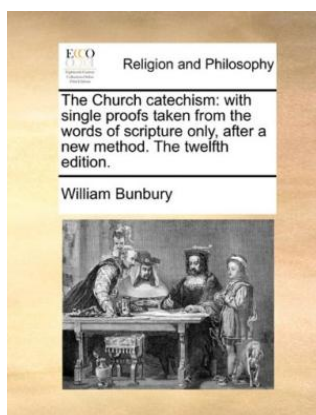 ECCO
Religion and Philosophy
The Church catechism: with
single proofs taken from the
words of scripture only, after a
new method. The twelfth
edition.
William Bunbury